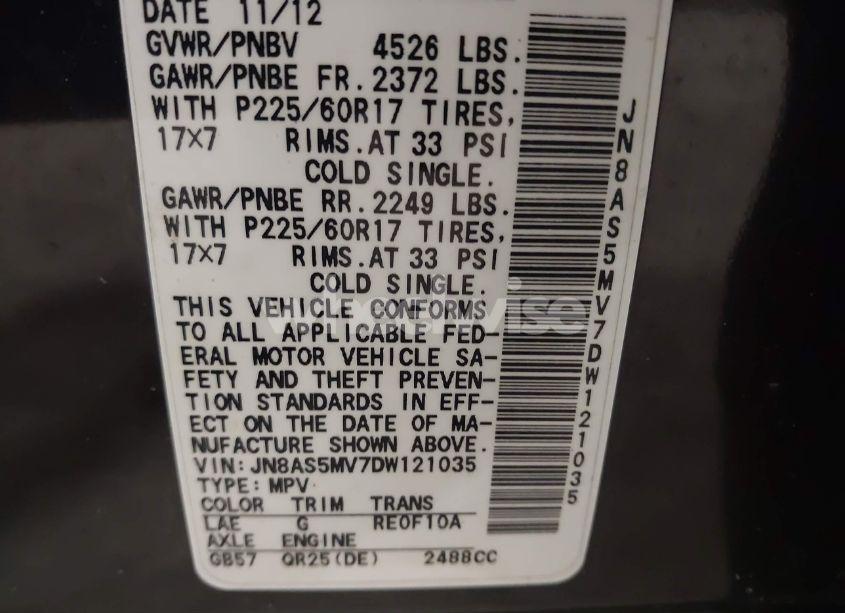 DATE 11/12
GVWR/PNBV 4526 LBS.
GAWR/PNBE FR. 2372 LBS.
WITH P225/60R17 TIRES,
17X7 RIMS. AT 33 PSI
COLD SINGLE.
GAWR/PNBE RR. 2249 LBS.
WITH P225/60R17 TIRES,
17X7 RIMS. AT 33 PSI
COLD SINGLE.
THIS VEHICLE CONFORMS
TO ALL APPLICABLE FED-
ERAL MOTOR VEHICLE SA-
FETY AND THEFT PREVEN-
TION STANDARDS IN EFF-
ECT ON THE DATE OF MA-
NUFACTURE SHOWN ABOVE.
VIN:JN8AS5MV7DW121035
TYPE:MPV
COLOR TRIM TRANS
LAE G RE0F10A
AXLE ENGINE
GB57 QR25(DE) 2488CC
JN8AS5MV7DW121035